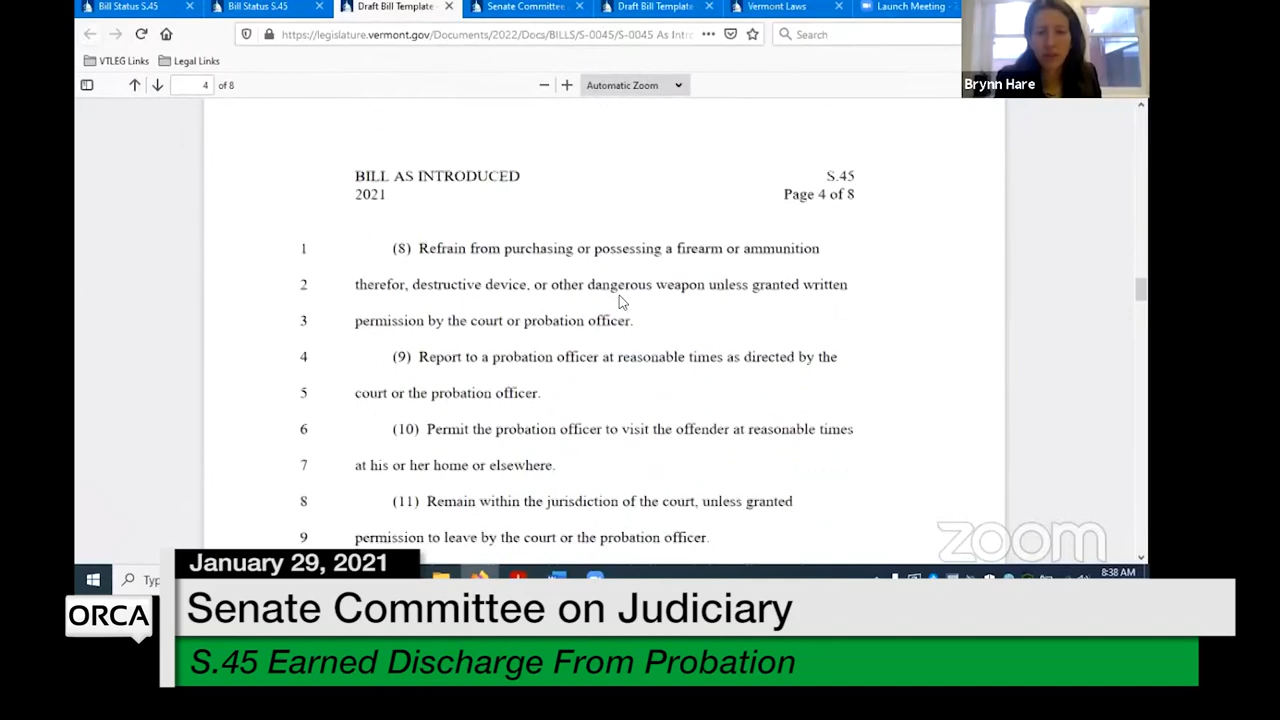 Bill Status S.45
Bill Status S.45
Draft Bill Template
Senate Committee
Draft Bill Template
Vermont Laws
Launch Meeting -
https://legislature.vermont.gov/Documents/2022/Docs/BILLS/S-0045/S-0045 As Intro
Search
VTLEG Links
Legal Links
4 of 8
Automatic Zoom
Brynn Hare
BILL AS INTRODUCED S.45
2021 Page 4 of 8
1 (8) Refrain from purchasing or possessing a firearm or ammunition
2 therefor, destructive device, or other dangerous weapon unless granted written
3 permission by the court or probation officer.
4 (9) Report to a probation officer at reasonable times as directed by the
5 court or the probation officer.
6 (10) Permit the probation officer to visit the offender at reasonable times
7 at his or her home or elsewhere.
8 (11) Remain within the jurisdiction of the court, unless granted
9 permission to leave by the court or the probation officer.
zoom
Typ
8:38 AM
January 29, 2021
ORCA
Senate Committee on Judiciary
S.45 Earned Discharge From Probation